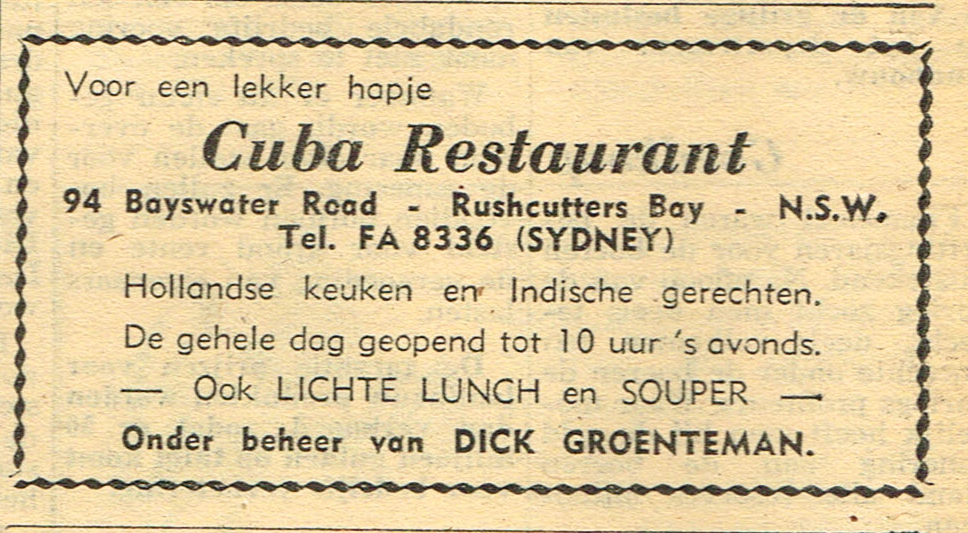 Voor een lekker hapje
Cuba Restaurant
94 Bayswater Road - Rushcutters Bay - N.S.W.
Tel. FA 8336 (SYDNEY)
Hollandse keuken en Indische gerechten.
De gehele dag geopend tot 10 uur 's avonds.
— Ook LICHTE LUNCH en SOUPER —
Onder beheer van DICK GROENTEMAN.